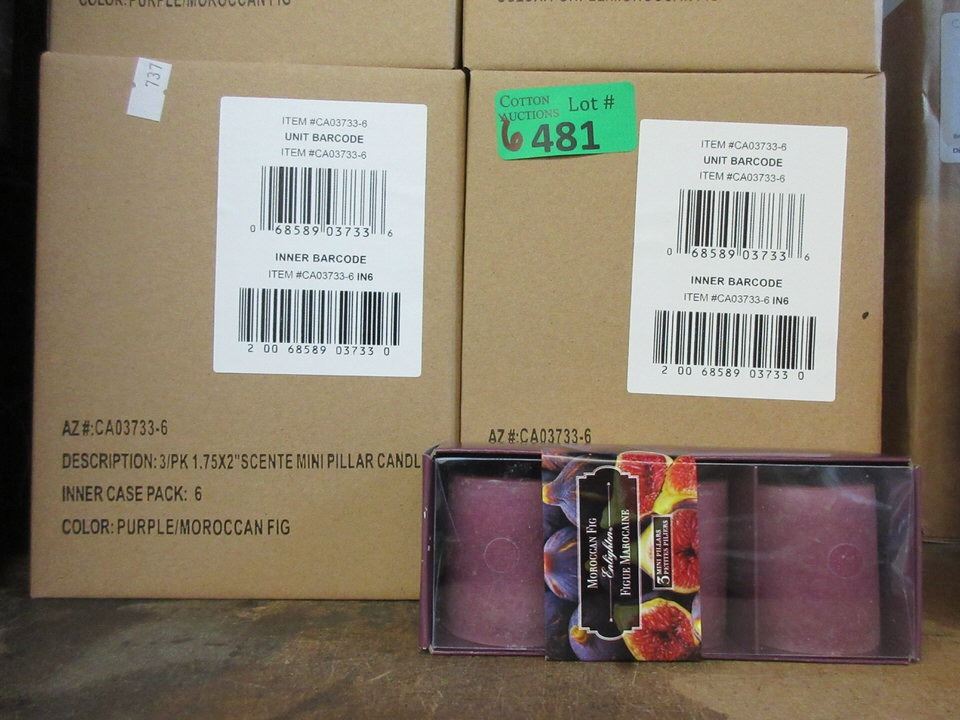 COLOR: PURPLE/MOROCCAN FIG
737
ITEM #CA03733-6
UNIT BARCODE
ITEM #CA03733-6
0 68589 03733 6
INNER BARCODE
ITEM #CA03733-6 IN6
2 00 68589 03733 0
AZ#:CA03733-6
DESCRIPTION: 3/PK 1.75X2"SCENTE MINI PILLAR CANDL
INNER CASE PACK: 6
COLOR: PURPLE/MOROCCAN FIG
COTTON
AUCTIONS
Lot #
6
481
ITEM #CA03733-6
UNIT BARCODE
ITEM #CA03733-6
0 68589 03733 6
INNER BARCODE
ITEM #CA03733-6 IN6
2 00 68589 03733 0
AZ#:CA03733-6
MOROCCAN FIG
Enlighten
FIGUE MAROCAINE
3 MINI PILLARS
PETITES PILIERS